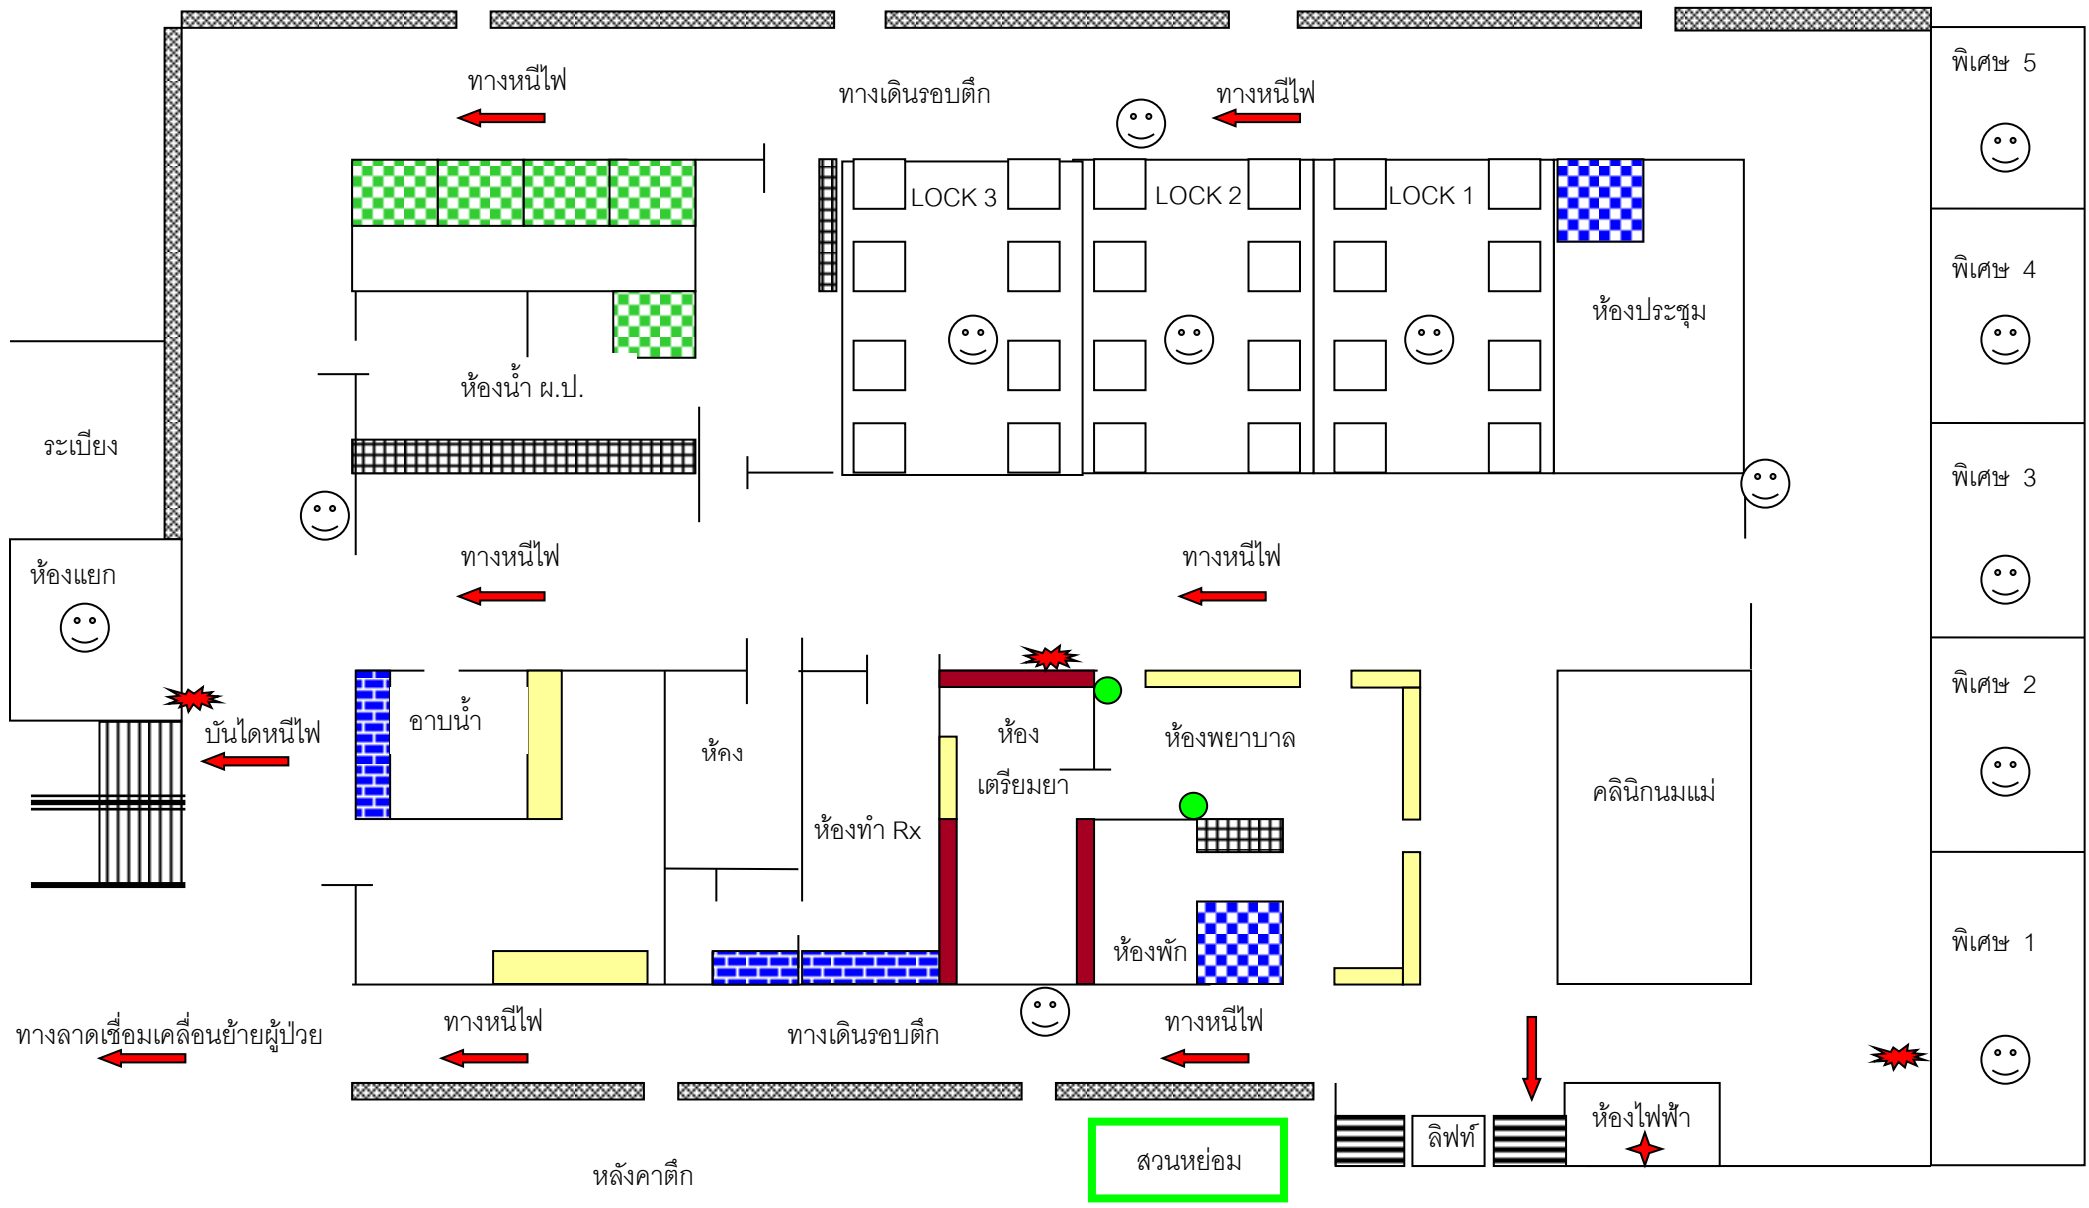 พิเศษ 5
ทางหนีไฟ
ทางเดินรอบตึก
ทางหนีไฟ
LOCK 3
LOCK 2
LOCK 1
พิเศษ 4
ห้องประชุม
ห้องน้ำ ผ.ป.
ระเบียง
พิเศษ 3
ทางหนีไฟ
ทางหนีไฟ
ห้องแยก
พิเศษ 2
บันไดหนีไฟ
อาบน้ำ
ห้อง
ห้อง
เตรียมยา
ห้องพยาบาล
คลินิกนมแม่
ห้องทำ Rx
ห้องพัก
พิเศษ 1
ทางลาดเชื่อมเคลื่อนย้ายผู้ป่วย
ทางหนีไฟ
ทางเดินรอบตึก
ทางหนีไฟ
ห้องไฟฟ้า
ลิฟท์
สวนหย่อม
หลังคาตึก